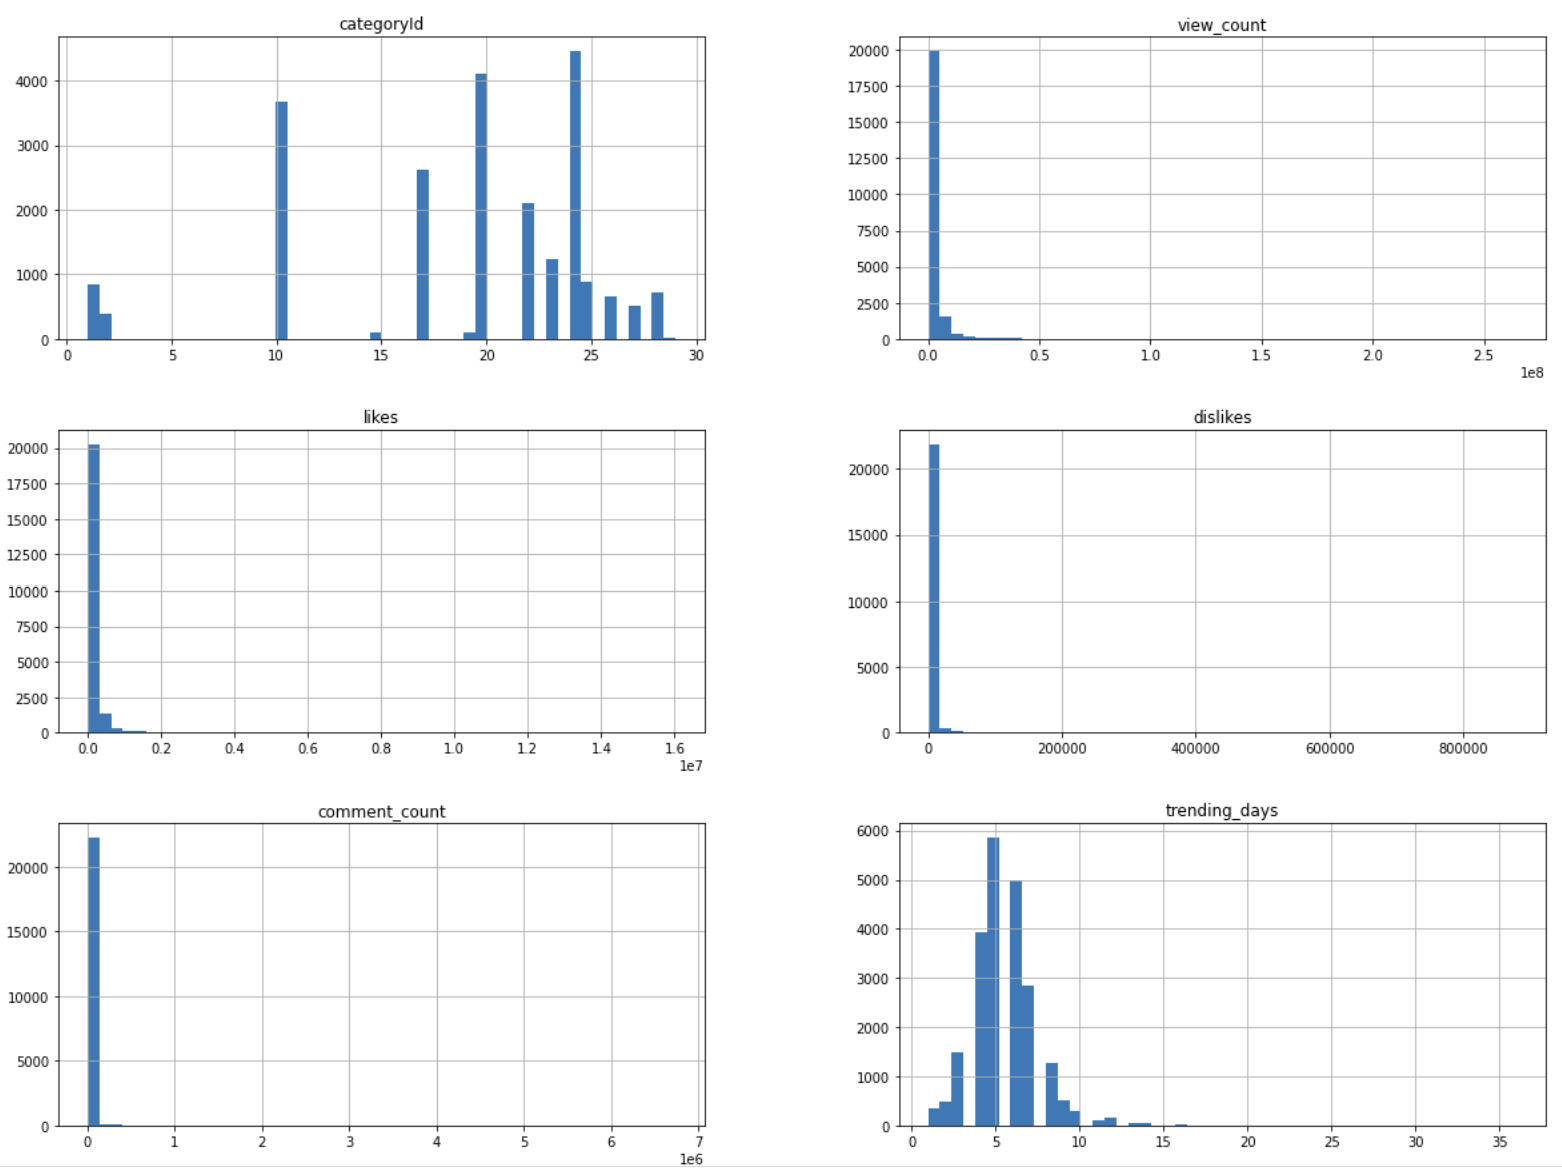 categoryId
4000
3000
2000
1000
0
0 5 10 15 20 25 30
view_count
20000
17500
15000
12500
10000
7500
5000
2500
0
0.0 0.5 1.0 1.5 2.0 2.5
1e8
likes
20000
17500
15000
12500
10000
7500
5000
2500
0
0.0 0.2 0.4 0.6 0.8 1.0 1.2 1.4 1.6
1e7
dislikes
20000
15000
10000
5000
0
0 200000 400000 600000 800000
comment_count
20000
15000
10000
5000
0
0 1 2 3 4 5 6 7
1e6
trending_days
6000
5000
4000
3000
2000
1000
0
0 5 10 15 20 25 30 35